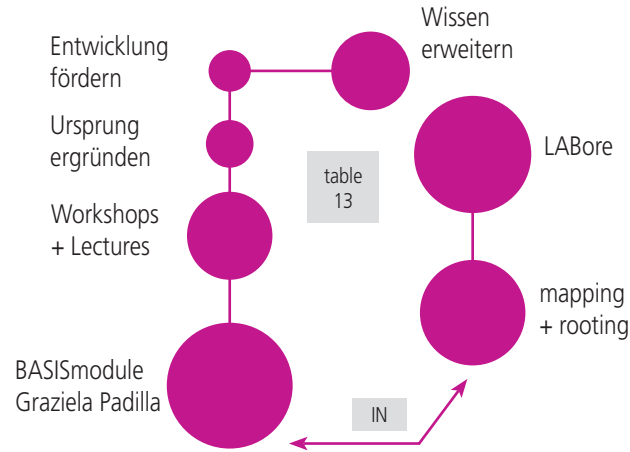 Wissen
erweitern
Entwicklung
fördern
Ursprung
ergründen
LABore
table
13
Workshops
+ Lectures
mapping
+ rooting
BASISmodule
Graziela Padilla
IN